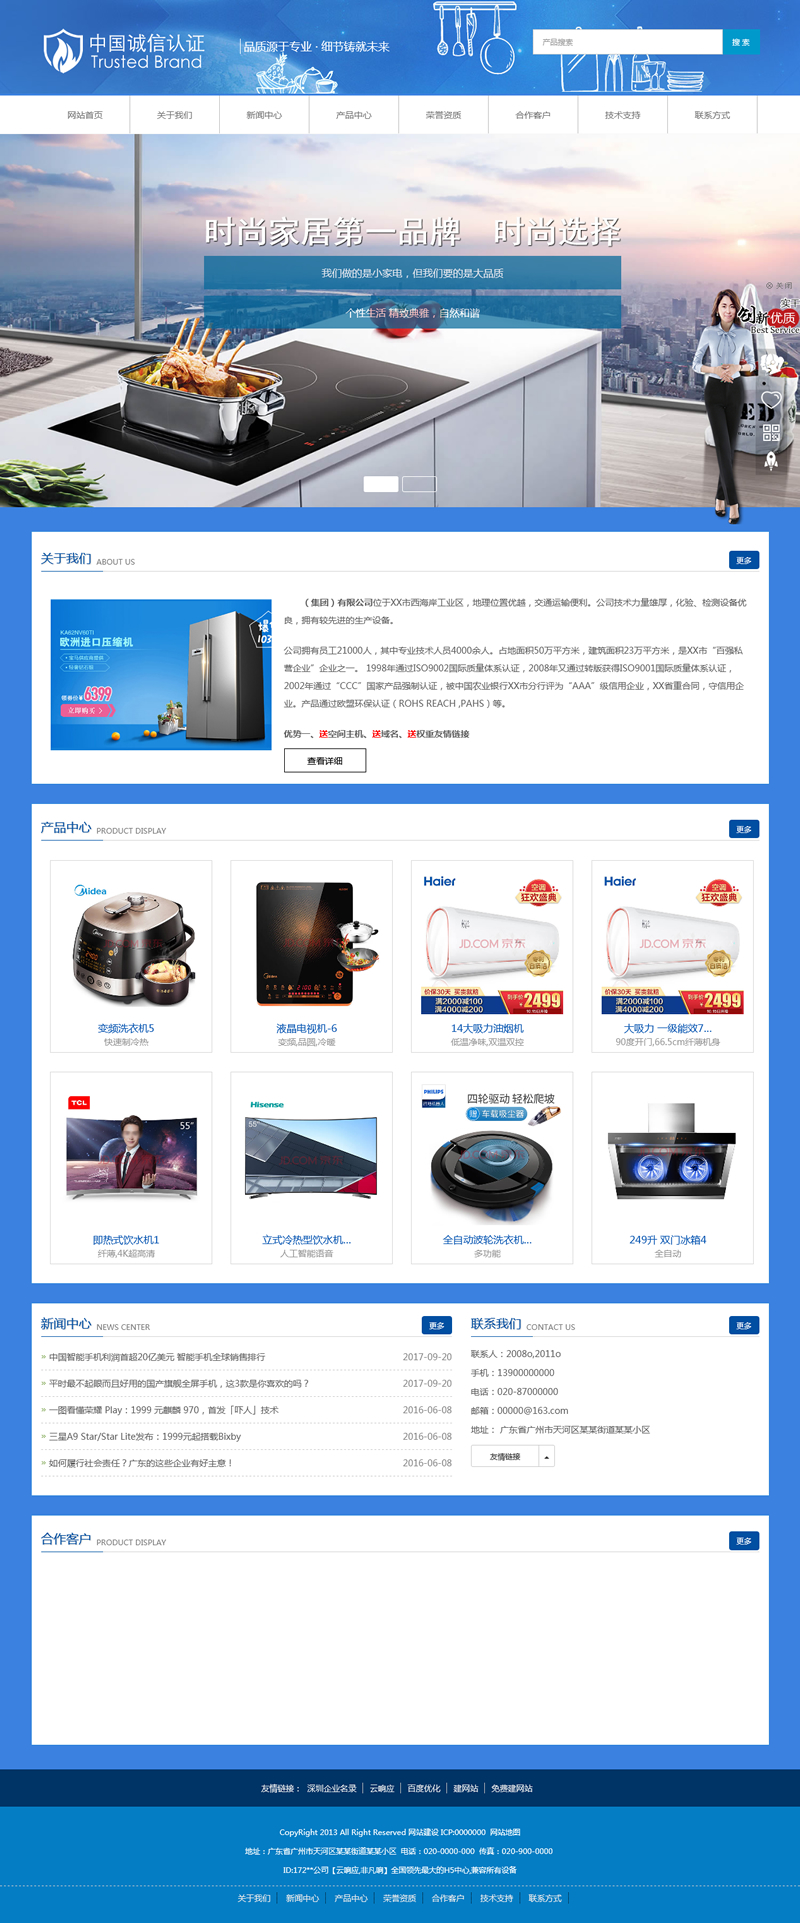 中国诚信认证
Trusted Brand
品质源于专业 · 细节铸就未来
产品搜索
搜 索
网站首页
关于我们
新闻中心
产品中心
荣誉资质
合作客户
技术支持
联系方式
时尚家居第一品牌 时尚选择
我们做的是小家电，但我们要的是大品质
个性生活 精致典雅，自然和谐
关 闭
创新 优质
Best Service
关于我们 ABOUT US
更多
KA82NV60TI
欧洲进口压缩机
6399
立即购买 >
（集团）有限公司位于XX市西海岸工业区，地理位置优越，交通运输便利。公司技术力量雄厚，化验、检测设备优
良，拥有较先进的生产设备。
公司拥有员工21000人，其中专业技术人员4000余人。占地面积50万平方米，建筑面积23万平方米，是XX市“百强私
营企业”企业之一。 1998年通过ISO9002国际质量体系认证，2008年又通过转版获得ISO9001国际质量体系认证，
2002年通过“CCC”国家产品强制认证，被中国农业银行XX市分行评为“AAA”级信用企业，XX省重合同，守信用企
业。产品通过欧盟环保认证（ROHS REACH ,PAHS）等。
优势一、送空间主机、送域名、送权重友情链接
查看详细
产品中心 PRODUCT DISPLAY
更多
Midea
变频洗衣机5
快速制冷热
液晶电视机-6
变频,品圆,冷暖
Haier
空调
狂欢盛典
JD.COM 京东
价保30天 买贵就赔
满2000减100
满4000减200
到手价
2499
14大吸力油烟机
低温净味,双温双控
Haier
空调
狂欢盛典
JD.COM 京东
价保30天 买贵就赔
满2000减100
满4000减200
到手价
2499
大吸力 一级能效7...
90度开门,66.5cm纤薄机身
TCL
55"
即热式饮水机1
纤薄,4K超高清
Hisense
55"
JD.COM 京东
立式冷热型饮水机...
人工智能语音
PHILIPS
四轮驱动 轻松爬坡
赠 车载吸尘器
全自动波轮洗衣机...
多功能
249升 双门冰箱4
全自动
新闻中心 NEWS CENTER
更多
» 中国智能手机利润首超20亿美元 智能手机全球销售排行 2017-09-20
» 平时最不起眼而且好用的国产旗舰全屏手机，这3款是你喜欢的吗？ 2017-09-20
» 一图看懂荣耀 Play：1999 元麒麟 970，首发「吓人」技术 2016-06-08
» 三星A9 Star/Star Lite发布：1999元起搭载Bixby 2016-06-08
» 如何履行社会责任？广东的这些企业有好主意！ 2016-06-08
联系我们 CONTACT US
更多
联系人：2008o,2011o
手机：13900000000
电话：020-87000000
邮箱：00000@163.com
地址： 广东省广州市天河区某某街道某某小区
友情链接
合作客户 PRODUCT DISPLAY
更多
友情链接： 深圳企业名录 云响应 百度优化 建网站 免费建网站
CopyRight 2013 All Right Reserved 网站建设 ICP:0000000 网站地图
地址：广东省广州市天河区某某街道某某小区 电话：020-0000-000 传真：020-900-0000
ID:172**公司【云响应,非凡响】全国领先最大的H5中心,兼容所有设备
关于我们 新闻中心 产品中心 荣誉资质 合作客户 技术支持 联系方式